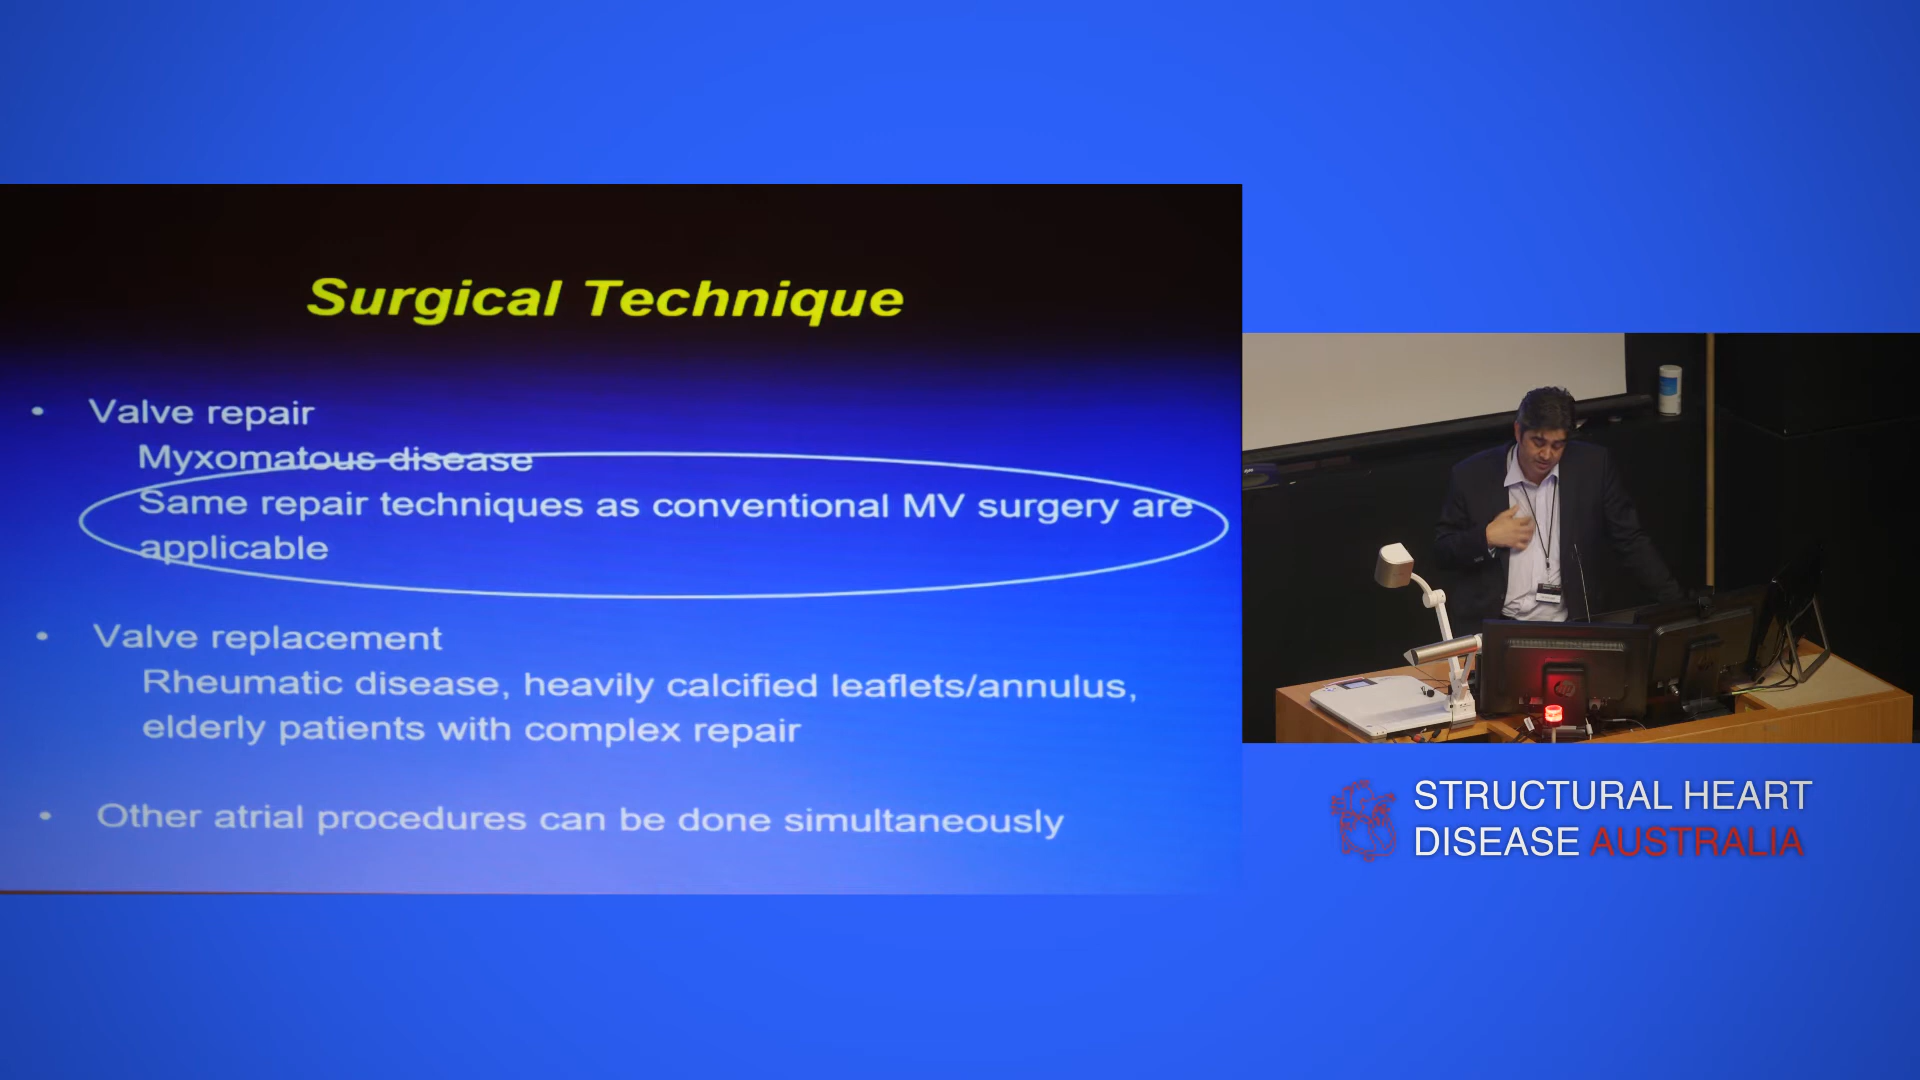 Surgical Technique
• Valve repair
Myxomatous disease
Same repair techniques as conventional MV surgery are
applicable
• Valve replacement
Rheumatic disease, heavily calcified leaflets/annulus,
elderly patients with complex repair
• Other atrial procedures can be done simultaneously
STRUCTURAL HEART
DISEASE AUSTRALIA